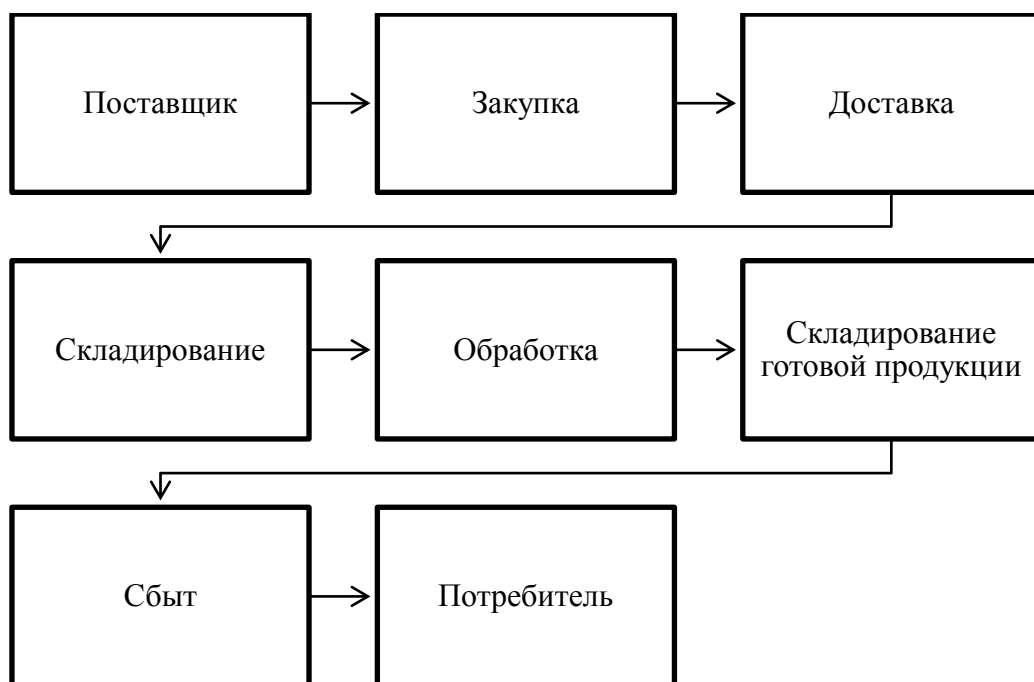 Поставщик
Закупка
Доставка
Складирование
Обработка
Складирование
готовой продукции
Сбыт
Потребитель